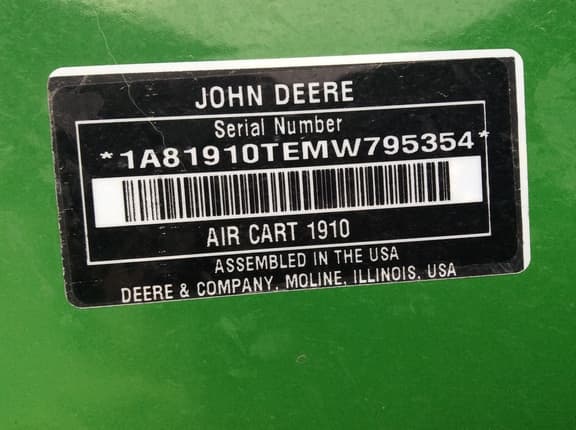 JOHN DEERE
Serial Number
*1A81910TEMW795354*
AIR CART 1910
ASSEMBLED IN THE USA
DEERE & COMPANY, MOLINE, ILLINOIS, USA